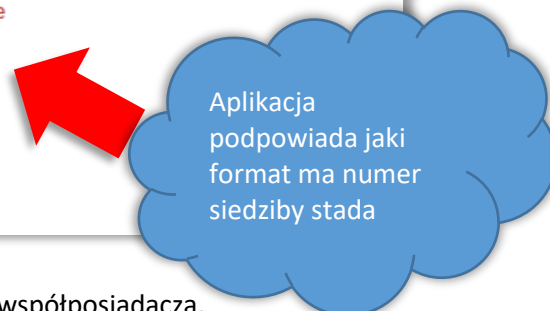 e
Aplikacja
podpowiada jaki
format ma numer
siedziby stada
współposiadacza.